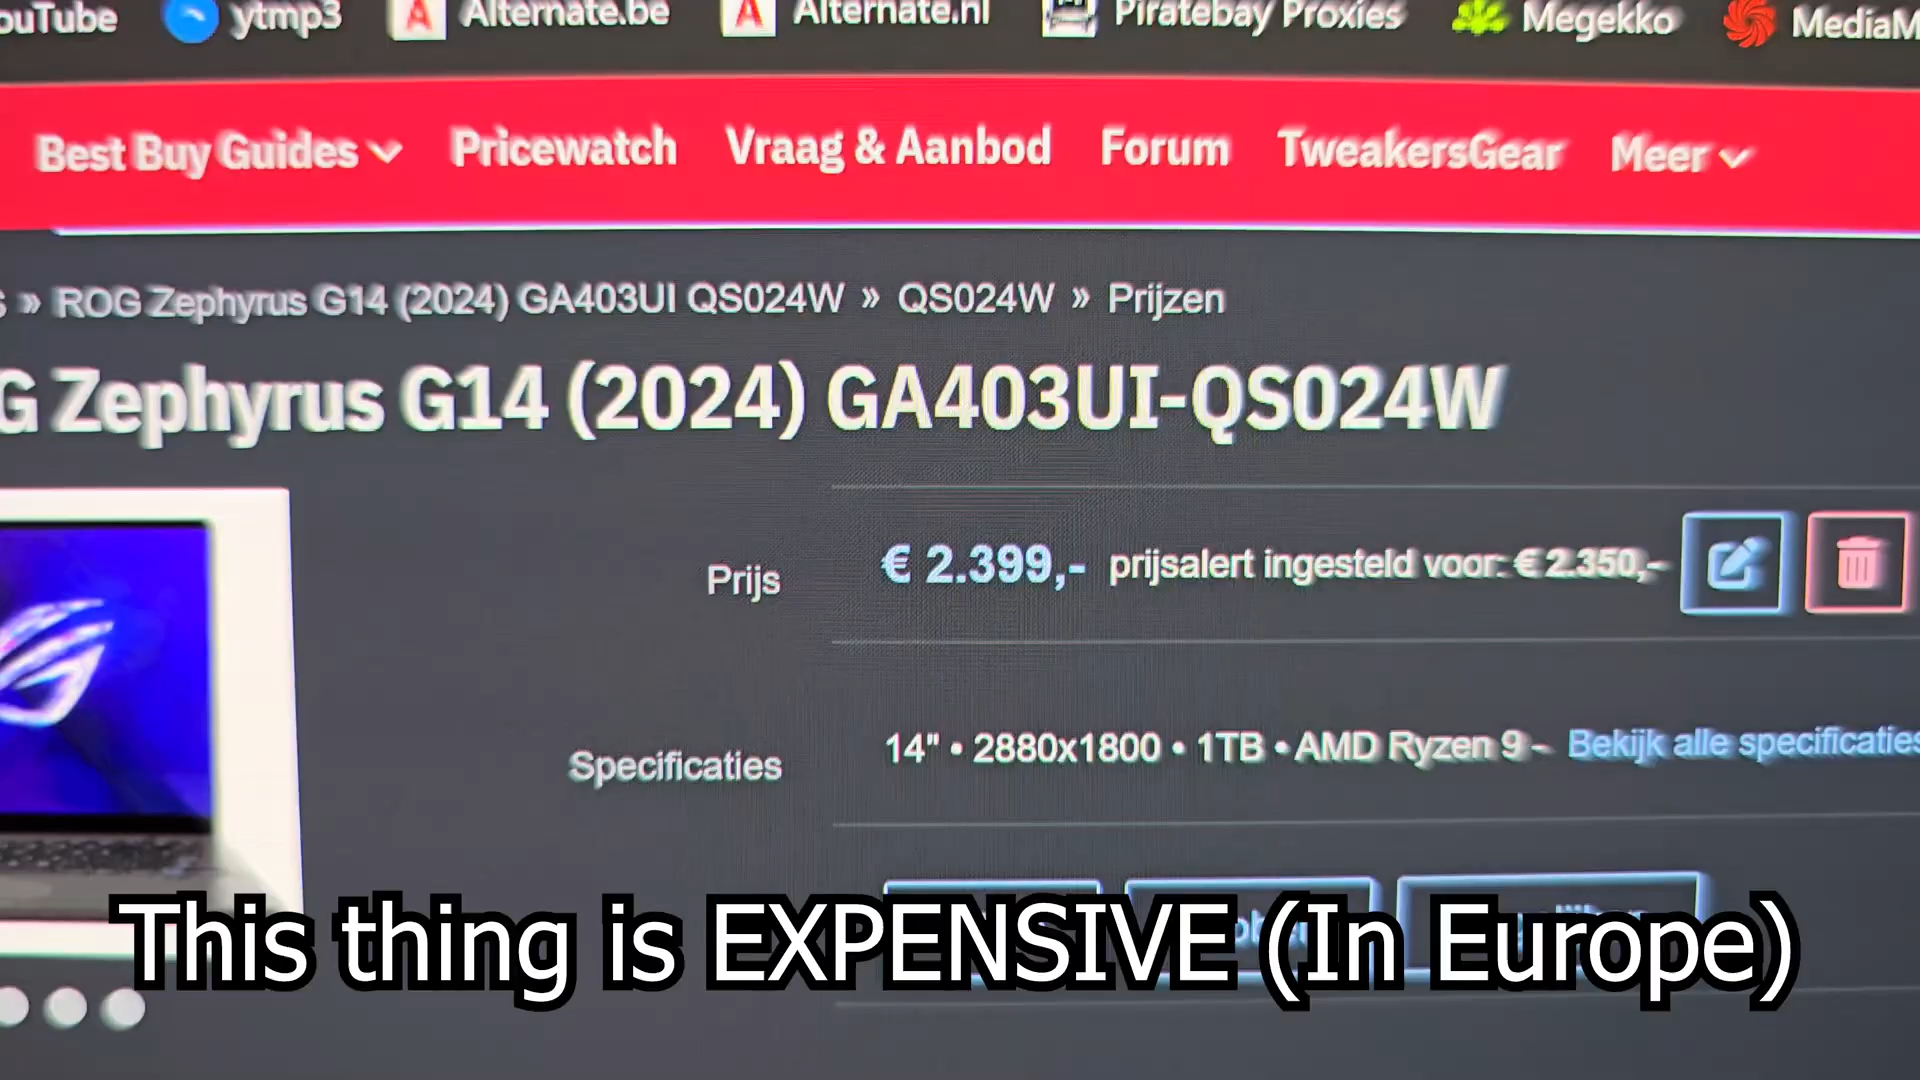 ouTube ytmp3 Alternate.be Alternate.nl Piratebay Proxies Megekko MediaM
Best Buy Guides Pricewatch Vraag & Aanbod Forum TweakersGear Meer
» ROG Zephyrus G14 (2024) GA403UI QS024W » QS024W » Prijzen
G Zephyrus G14 (2024) GA403UI-QS024W
Prijs € 2.399,- prijsalert ingesteld voor: € 2.350,-
Specificaties 14" • 2880x1800 • 1TB • AMD Ryzen 9 - Bekijk alle specificaties
This thing is EXPENSIVE (In Europe)